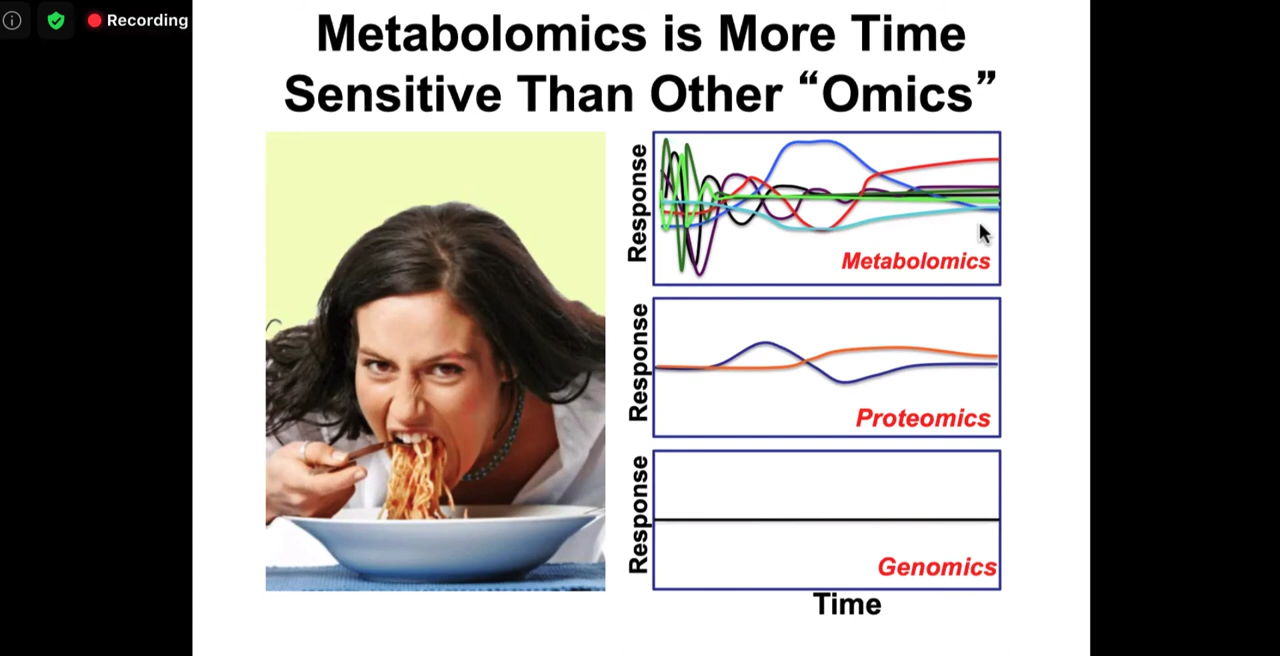 Recording
Metabolomics is More Time
Sensitive Than Other “Omics”
Response
Metabolomics
Response
Proteomics
Response
Genomics
Time